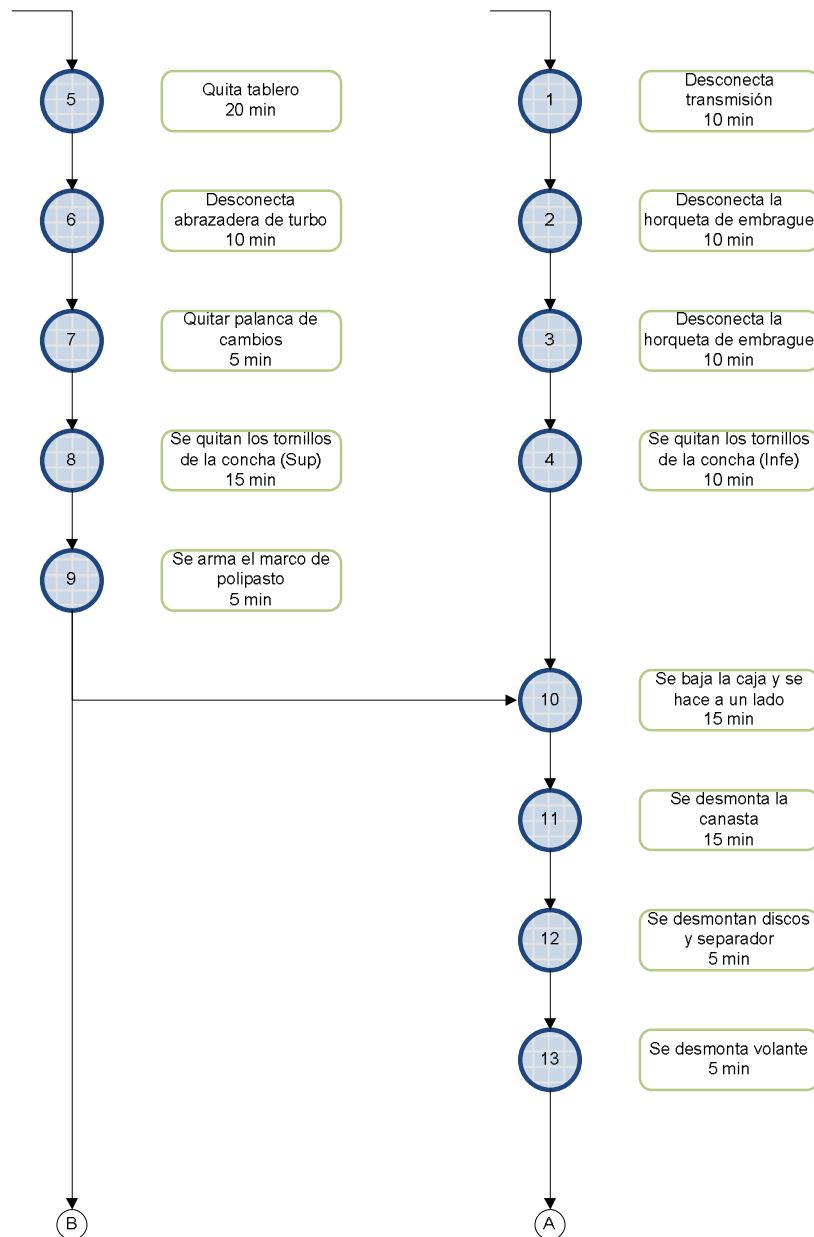 5
Quita tablero
20 min
6
Desconecta
abrazadera de turbo
10 min
7
Quitar palanca de
cambios
5 min
8
Se quitan los tornillos
de la concha (Sup)
15 min
9
Se arma el marco de
polipasto
5 min
B
1
Desconecta
transmisión
10 min
2
Desconecta la
horqueta de embrague
10 min
3
Desconecta la
horqueta de embrague
10 min
4
Se quitan los tornillos
de la concha (Infe)
10 min
10
Se baja la caja y se
hace a un lado
15 min
11
Se desmonta la
canasta
15 min
12
Se desmontan discos
y separador
5 min
13
Se desmonta volante
5 min
A